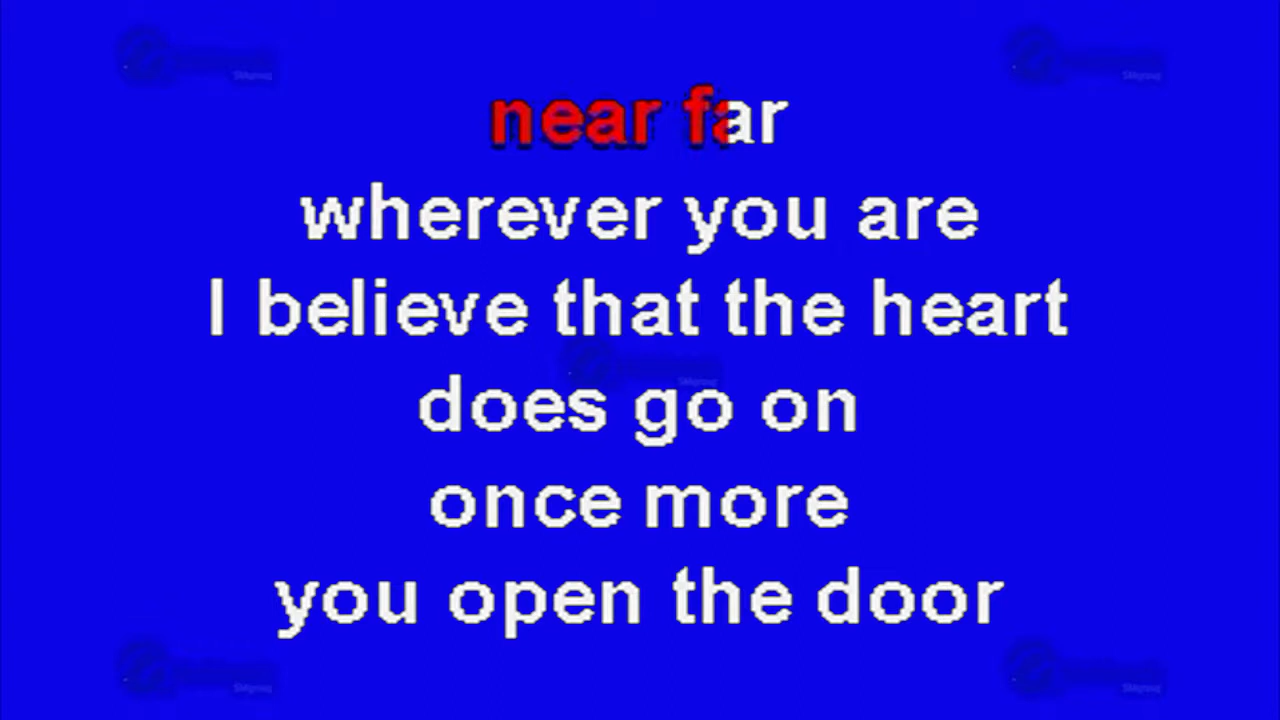 near far
wherever you are
I believe that the heart
does go on
once more
you open the door